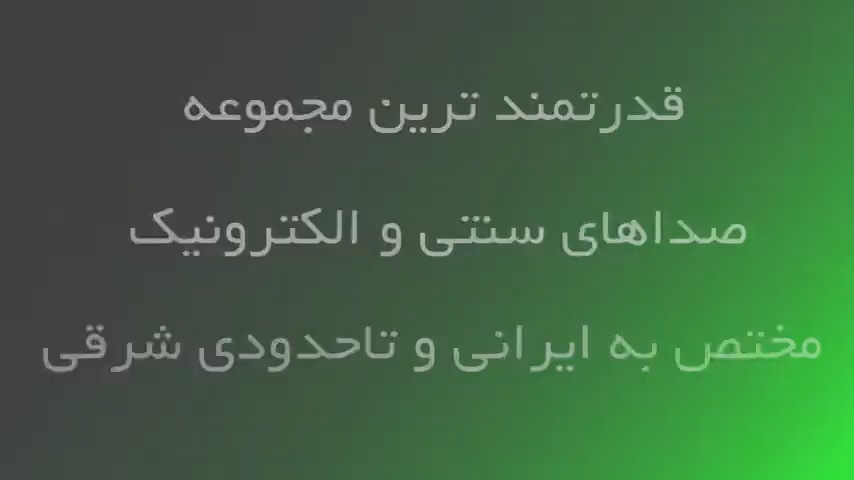 قدرتمند ترین مجموعه
صداهای سنتی و الکترونیک
مختص به ایرانی و تاحدودی شرقی